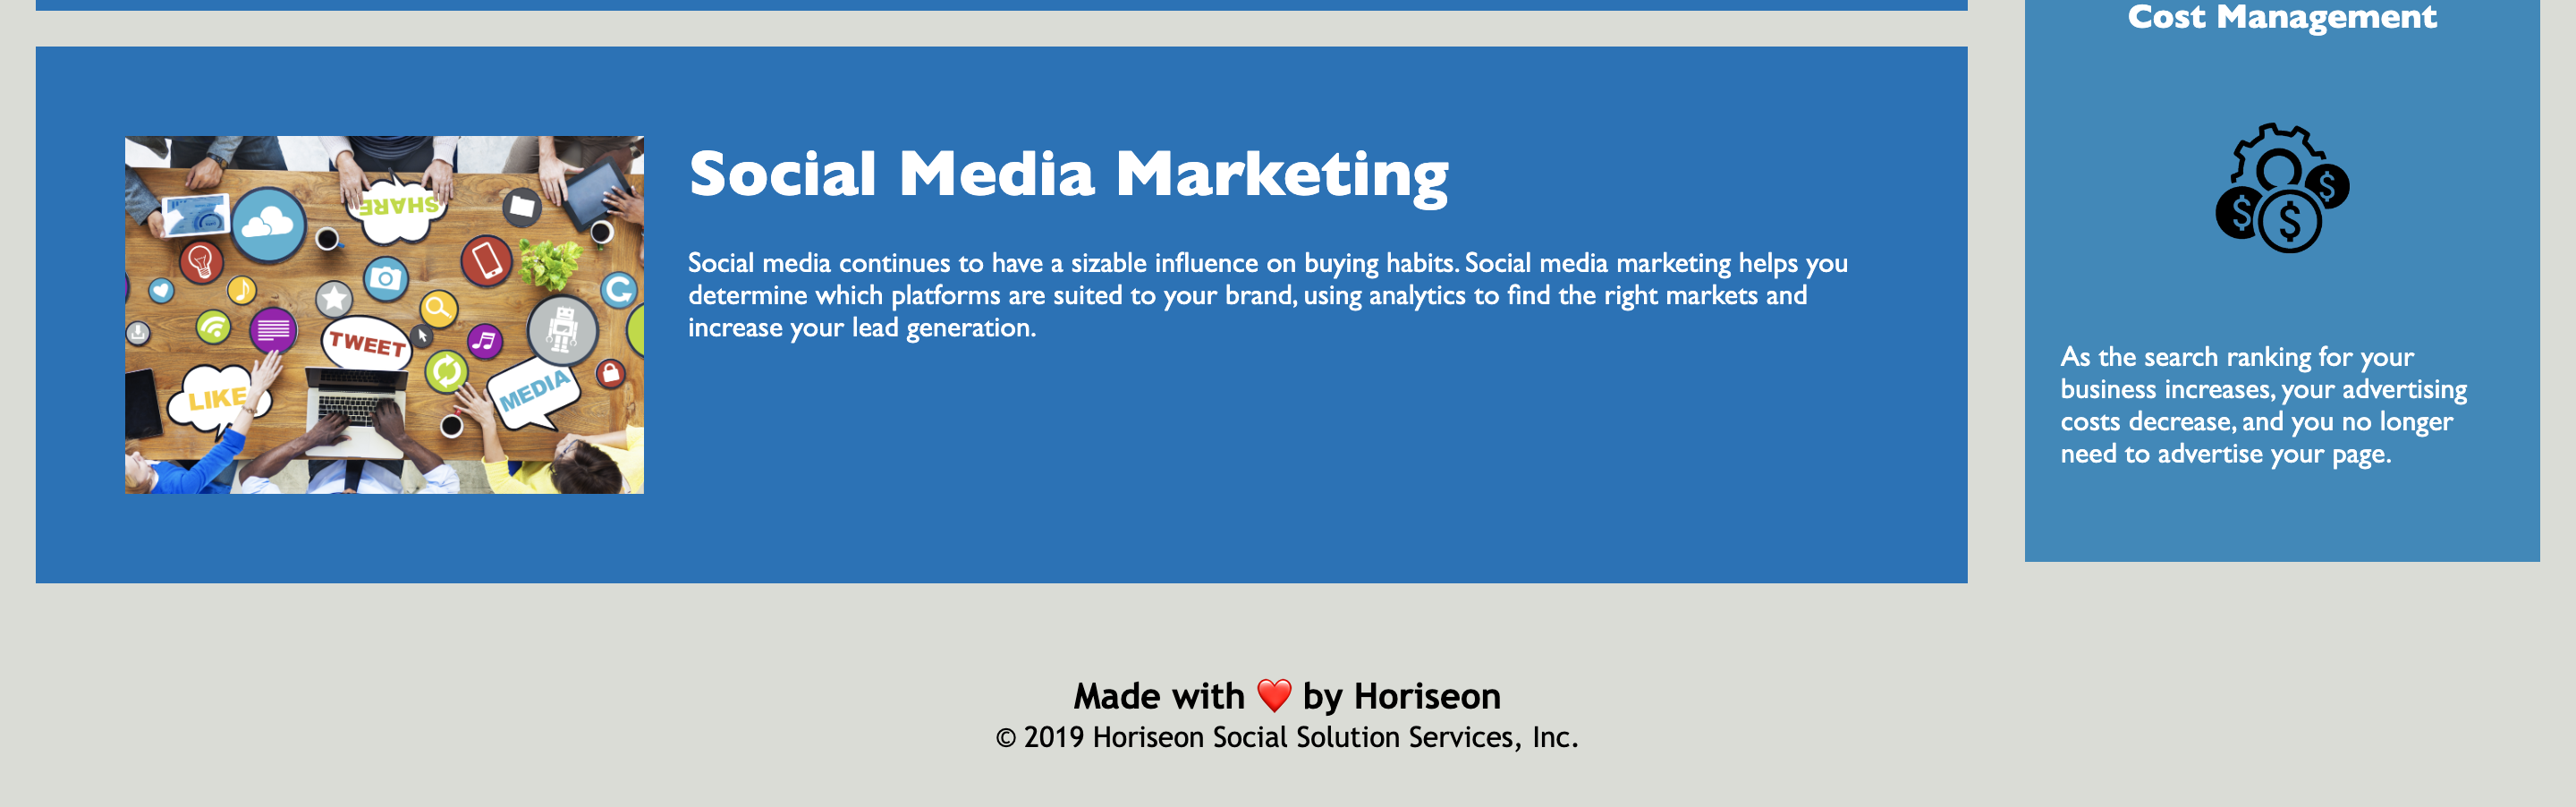 Cost Management
SHARE
TWEET
LIKE
MEDIA
Social Media Marketing
Social media continues to have a sizable influence on buying habits. Social media marketing helps you
determine which platforms are suited to your brand, using analytics to find the right markets and
increase your lead generation.
$ $ $
As the search ranking for your
business increases, your advertising
costs decrease, and you no longer
need to advertise your page.
Made with ❤️ by Horiseon
© 2019 Horiseon Social Solution Services, Inc.